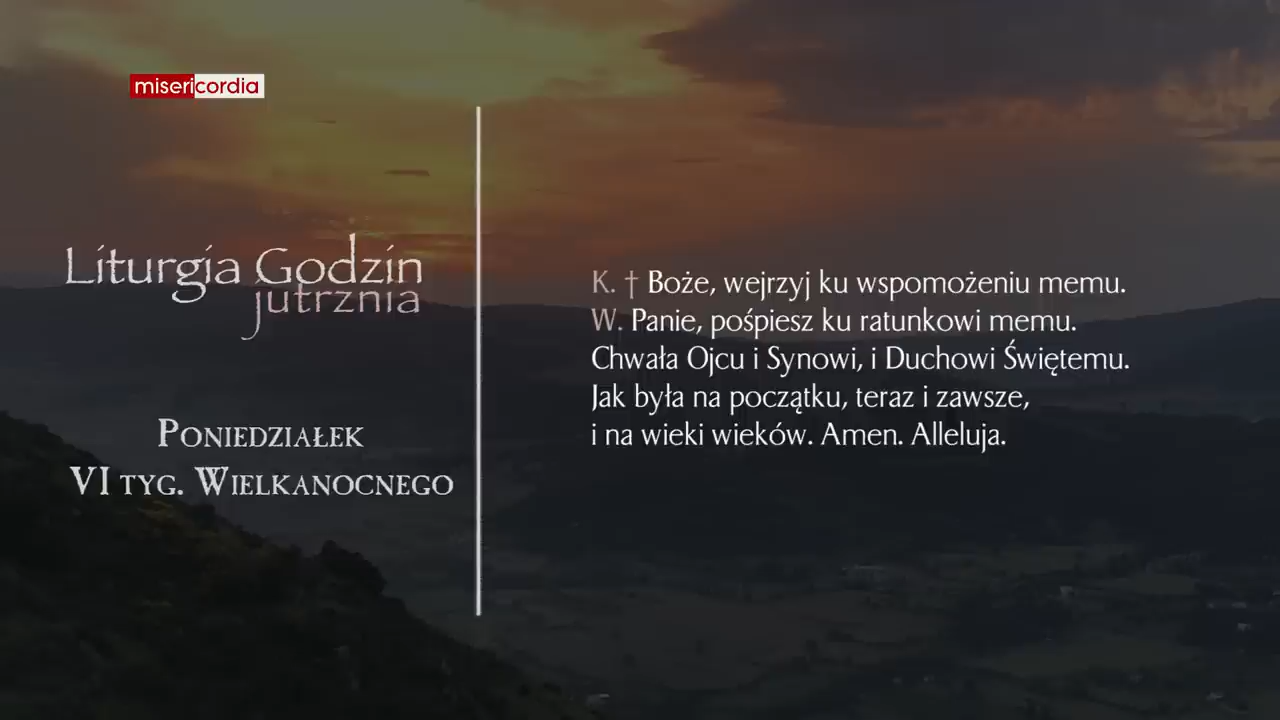 misericordia
Liturgia Godzin
jutrznia
Poniedziałek
VI tyg. Wielkanocnego
K. † Boże, wejrzyj ku wspomożeniu memu.
W. Panie, pośpiesz ku ratunkowi memu.
Chwała Ojcu i Synowi, i Duchowi Świętemu.
Jak była na początku, teraz i zawsze,
i na wieki wieków. Amen. Alleluja.